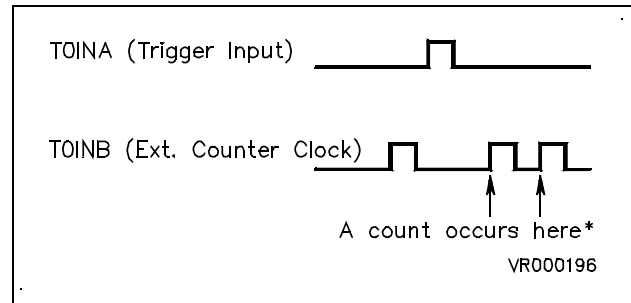 T0INA (Trigger Input)
T0INB (Ext. Counter Clock)
A count occurs here*
VR000196